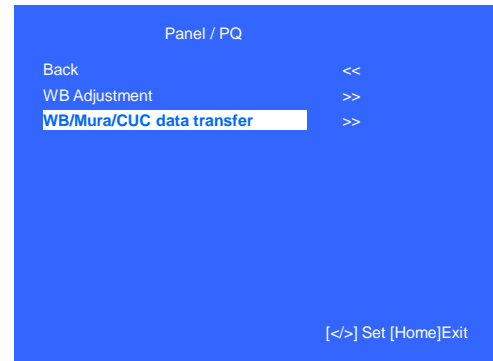 Panel / PQ
Back <<
WB Adjustment >>
WB/Mura/CUC data transfer >>
[</>] Set [Home]Exit